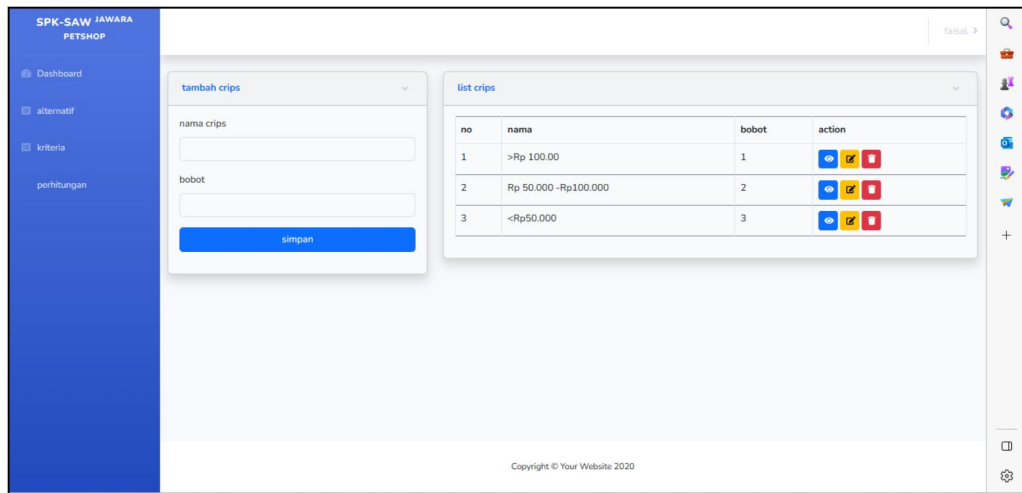 SPK-SAW JAWARA
PETSHOP
faisal
Dashboard
alternatif
kriteria
perhitungan
tambah crips
nama crips
bobot
simpan
list crips
no nama bobot action
1 >Rp 100.00 1
2 Rp 50.000 -Rp100.000 2
3 <Rp50.000 3
Copyright © Your Website 2020